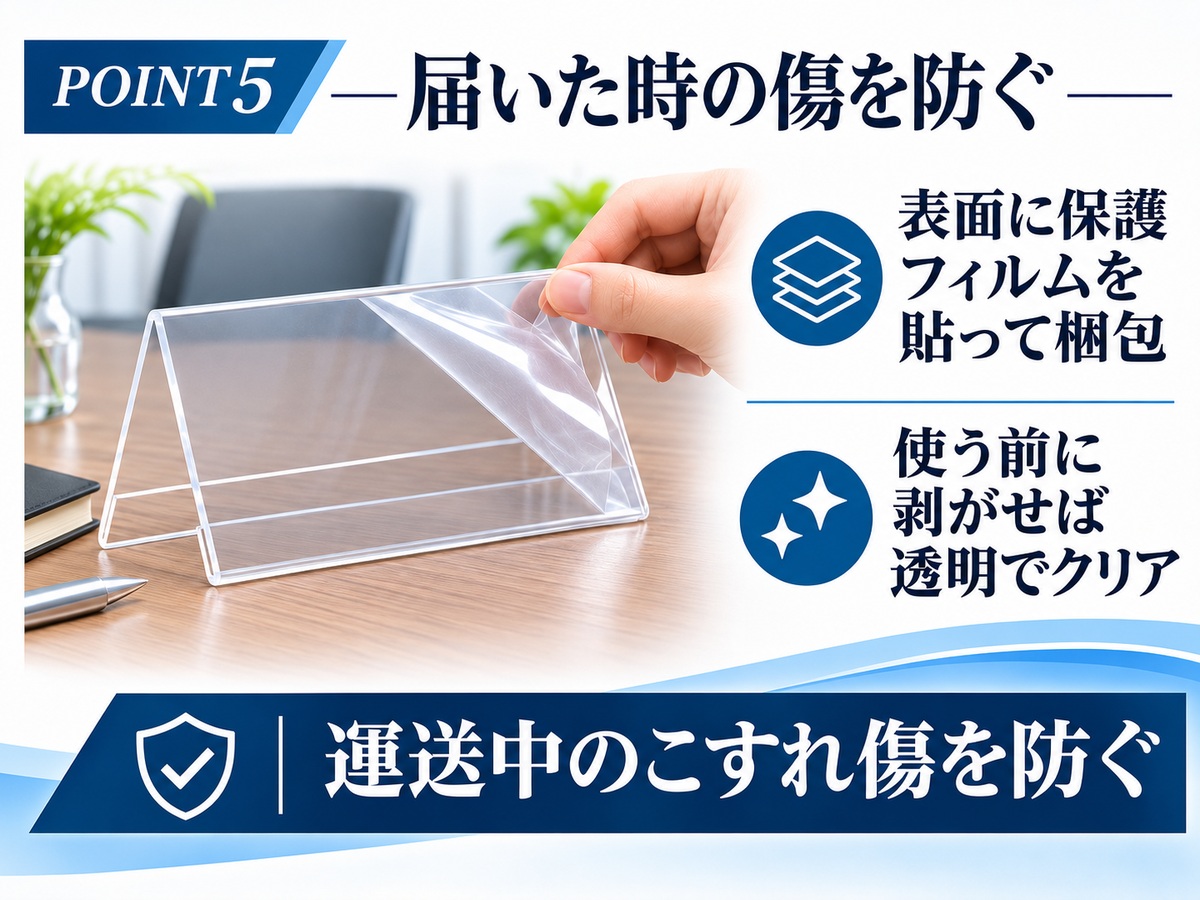 POINT5
届いた時の傷を防ぐ
表面に保護
フィルムを
貼って梱包
使う前に
剥がせば
透明でクリア
運送中のこすれ傷を防ぐ